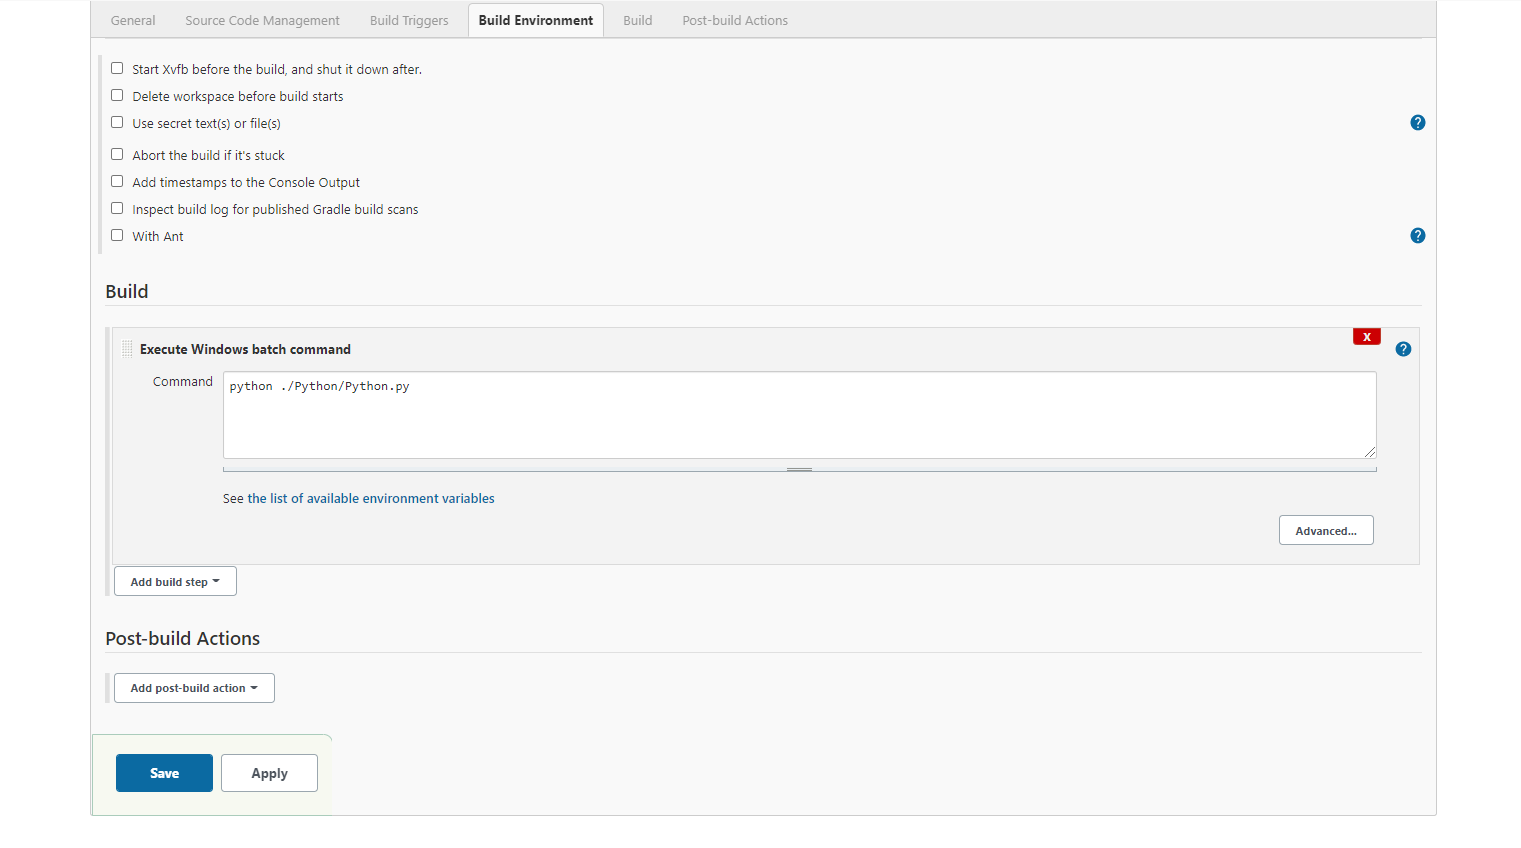 General Source Code Management Build Triggers Build Environment Build Post-build Actions
Start Xvfb before the build, and shut it down after.
Delete workspace before build starts
Use secret text(s) or file(s)
?
Abort the build if it's stuck
Add timestamps to the Console Output
Inspect build log for published Gradle build scans
With Ant
?
Build
X
Execute Windows batch command
?
Command
python ./Python/Python.py
See the list of available environment variables
Advanced...
Add build step
Post-build Actions
Add post-build action
Save Apply